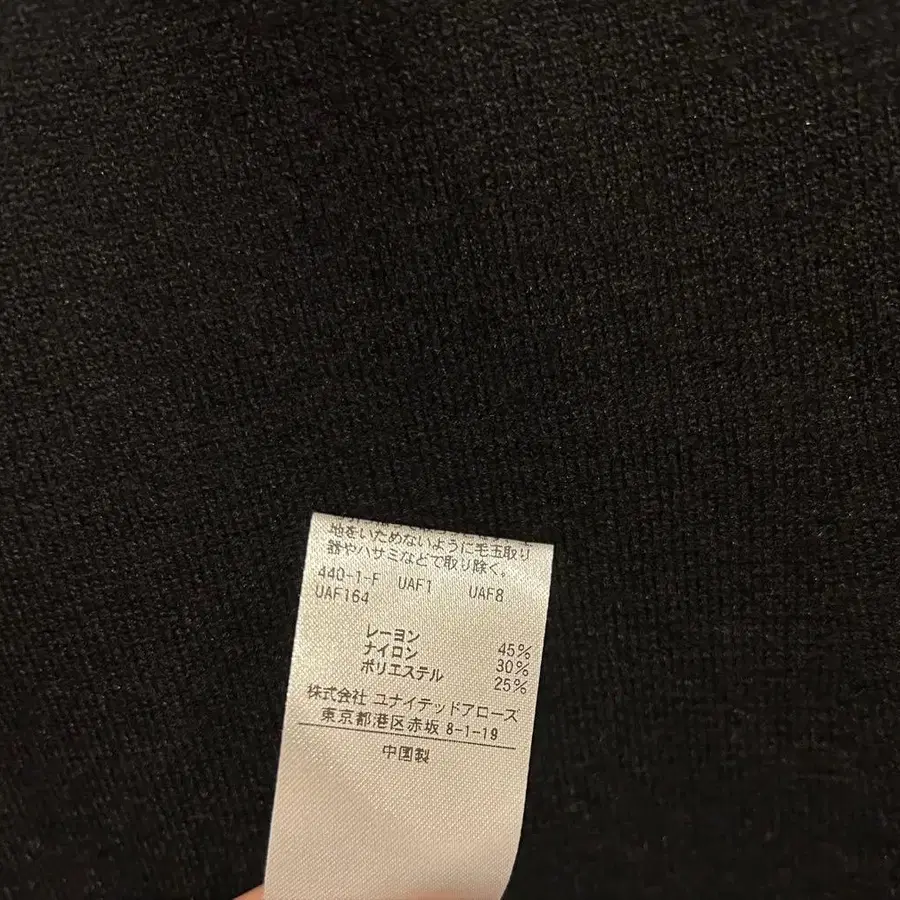 地をいためないように毛玉取り
器やハサミなどで取り除く。
440-1-F UAF1 UAF8
UAF164
レーヨン 45%
ナイロン 30%
ポリエステル 25%
株式会社 ユナイテッドアローズ
東京都港区赤坂 8-1-19
中国製